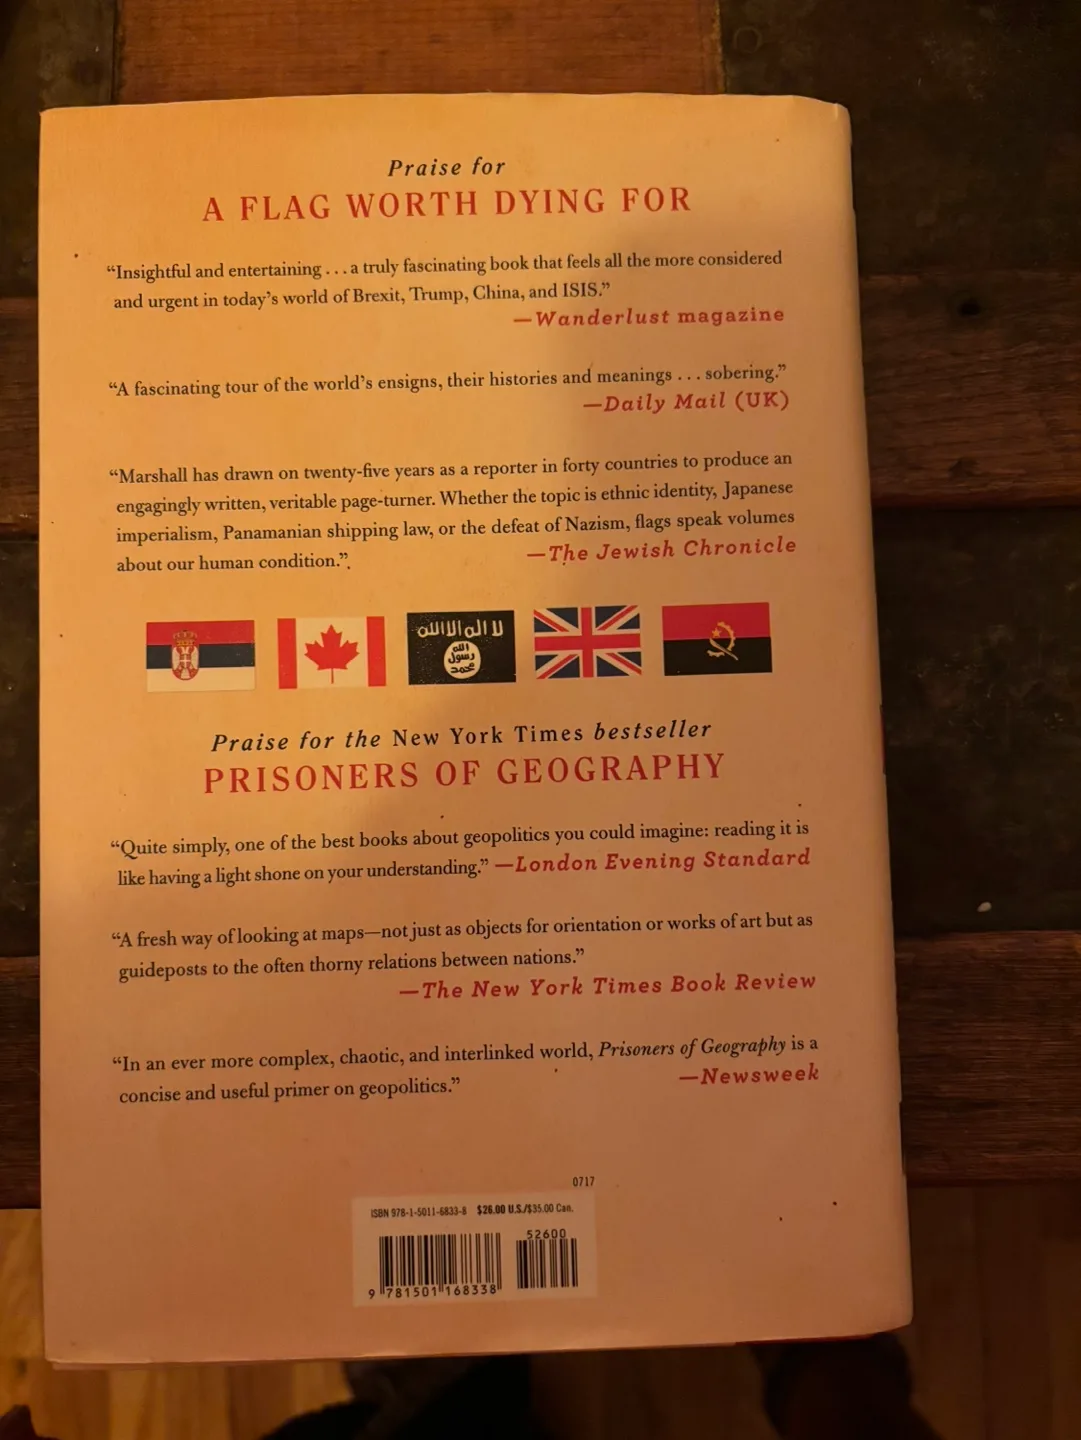 Praise for
A FLAG WORTH DYING FOR
“Insightful and entertaining . . . a truly fascinating book that feels all the more considered
and urgent in today’s world of Brexit, Trump, China, and ISIS.”
—Wanderlust magazine
“A fascinating tour of the world’s ensigns, their histories and meanings . . . sobering.”
—Daily Mail (UK)
“Marshall has drawn on twenty-five years as a reporter in forty countries to produce an
engagingly written, veritable page-turner. Whether the topic is ethnic identity, Japanese
imperialism, Panamanian shipping law, or the defeat of Nazism, flags speak volumes
about our human condition.”
—The Jewish Chronicle
لا اله الا الله
الله
رسول
محمد
Praise for the New York Times bestseller
PRISONERS OF GEOGRAPHY
“Quite simply, one of the best books about geopolitics you could imagine: reading it is
like having a light shone on your understanding.” —London Evening Standard
“A fresh way of looking at maps—not just as objects for orientation or works of art but as
guideposts to the often thorny relations between nations.”
—The New York Times Book Review
“In an ever more complex, chaotic, and interlinked world, Prisoners of Geography is a
concise and useful primer on geopolitics.”
—Newsweek
0717
ISBN 978-1-5011-6833-8 $26.00 U.S./$35.00 Can.
52600
9 781501 168338